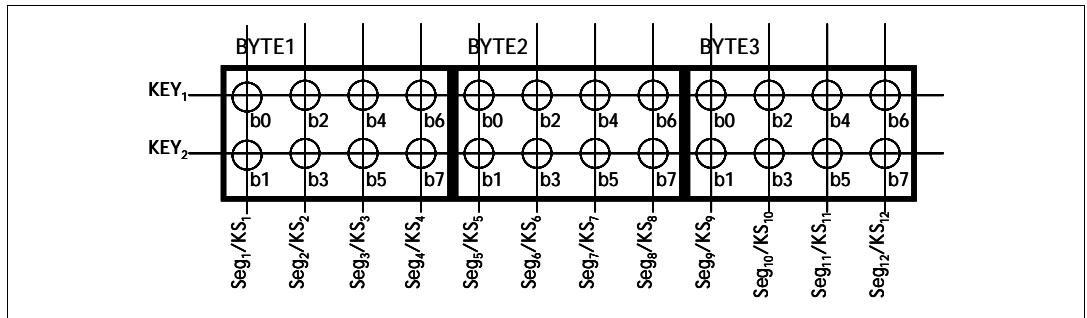 BYTE1 BYTE2 BYTE3
KEY₁
b0 b2 b4 b6 b0 b2 b4 b6 b0 b2 b4 b6
KEY₂
b1 b3 b5 b7 b1 b3 b5 b7 b1 b3 b5 b7
Seg₁/KS₁
Seg₂/KS₂
Seg₃/KS₃
Seg₄/KS₄
Seg₅/KS₅
Seg₆/KS₆
Seg₇/KS₇
Seg₈/KS₈
Seg₉/KS₉
Seg₁₀/KS₁₀
Seg₁₁/KS₁₁
Seg₁₂/KS₁₂